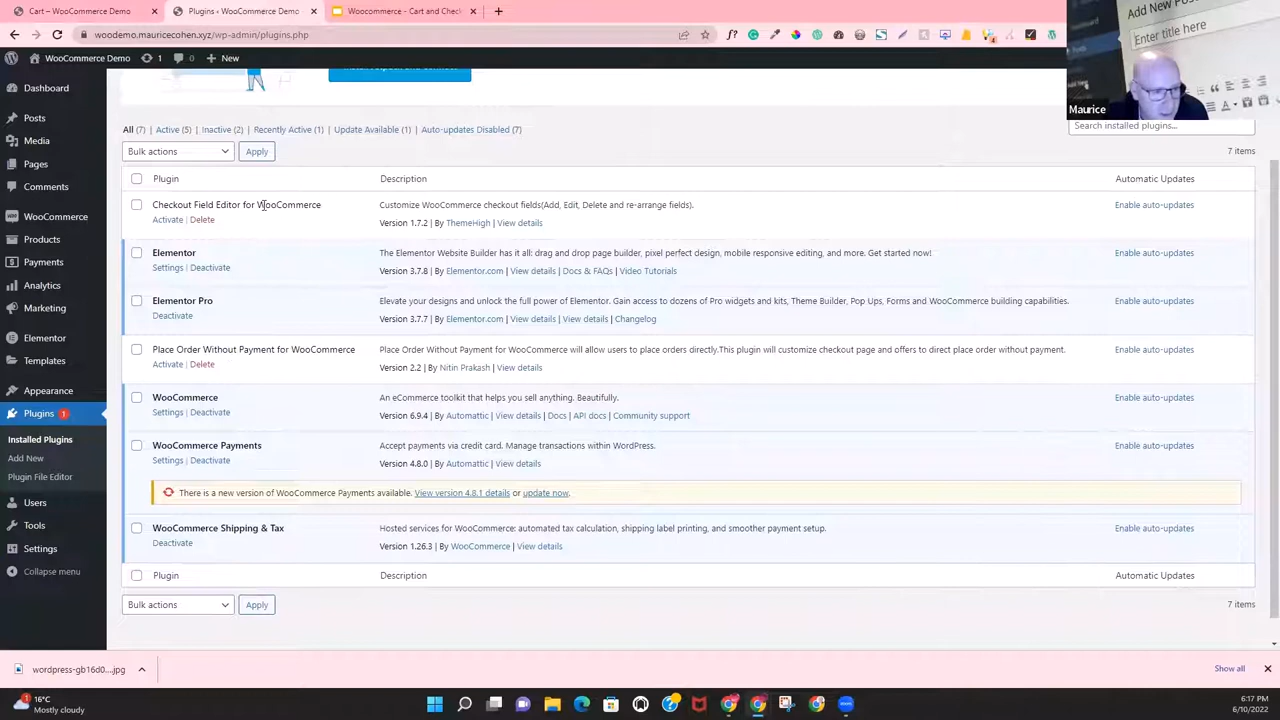 Cart – WooCommerce Demo
Plugins ‹ WooCommerce Demo
Woocommerce - Cart and Check
woodemo.mauricecohen.com/wp-admin/plugins.php
WooCommerce Demo 1 0 + New
Add New Post
Enter title here
Maurice
Dashboard
Posts
Media
Pages
Comments
WooCommerce
Products
Payments
Analytics
Marketing
Elementor
Templates
Appearance
Plugins 1
Installed Plugins
Add New
Plugin File Editor
Users
Tools
Settings
Collapse menu
All (7) | Active (5) | Inactive (2) | Recently Active (1) | Update Available (1) | Auto-updates Disabled (7)
Search installed plugins...
Bulk actions Apply 7 items
Plugin Description Automatic Updates
Checkout Field Editor for WooCommerce Customize WooCommerce checkout fields(Add, Edit, Delete and re-arrange fields). Enable auto-updates
Activate | Delete Version 1.7.2 | By ThemeHigh | View details
Elementor The Elementor Website Builder has it all: drag and drop page builder, pixel perfect design, mobile responsive editing, and more. Get started now! Enable auto-updates
Settings | Deactivate Version 3.7.8 | By Elementor.com | View details | Docs & FAQs | Video Tutorials
Elementor Pro Elevate your designs and unlock the full power of Elementor. Gain access to dozens of Pro widgets and kits, Theme Builder, Pop Ups, Forms and WooCommerce building capabilities. Enable auto-updates
Deactivate Version 3.7.7 | By Elementor.com | View details | View details | Changelog
Place Order Without Payment for WooCommerce Place Order Without Payment for WooCommerce will allow users to place orders directly.This plugin will customize checkout page and offers to direct place order without payment. Enable auto-updates
Activate | Delete Version 2.2 | By Nitin Prakash | View details
WooCommerce An eCommerce toolkit that helps you sell anything. Beautifully. Enable auto-updates
Settings | Deactivate Version 6.9.4 | By Automattic | View details | Docs | API docs | Community support
WooCommerce Payments Accept payments via credit card. Manage transactions within WordPress. Enable auto-updates
Settings | Deactivate Version 4.8.0 | By Automattic | View details
There is a new version of WooCommerce Payments available. View version 4.8.1 details or update now.
WooCommerce Shipping & Tax Hosted services for WooCommerce: automated tax calculation, shipping label printing, and smoother payment setup. Enable auto-updates
Deactivate Version 1.26.3 | By WooCommerce | View details
Plugin Description Automatic Updates
Bulk actions Apply 7 items
wordpress-gb16d0....jpg Show all
16°C
Mostly cloudy
6:17 PM
6/10/2022